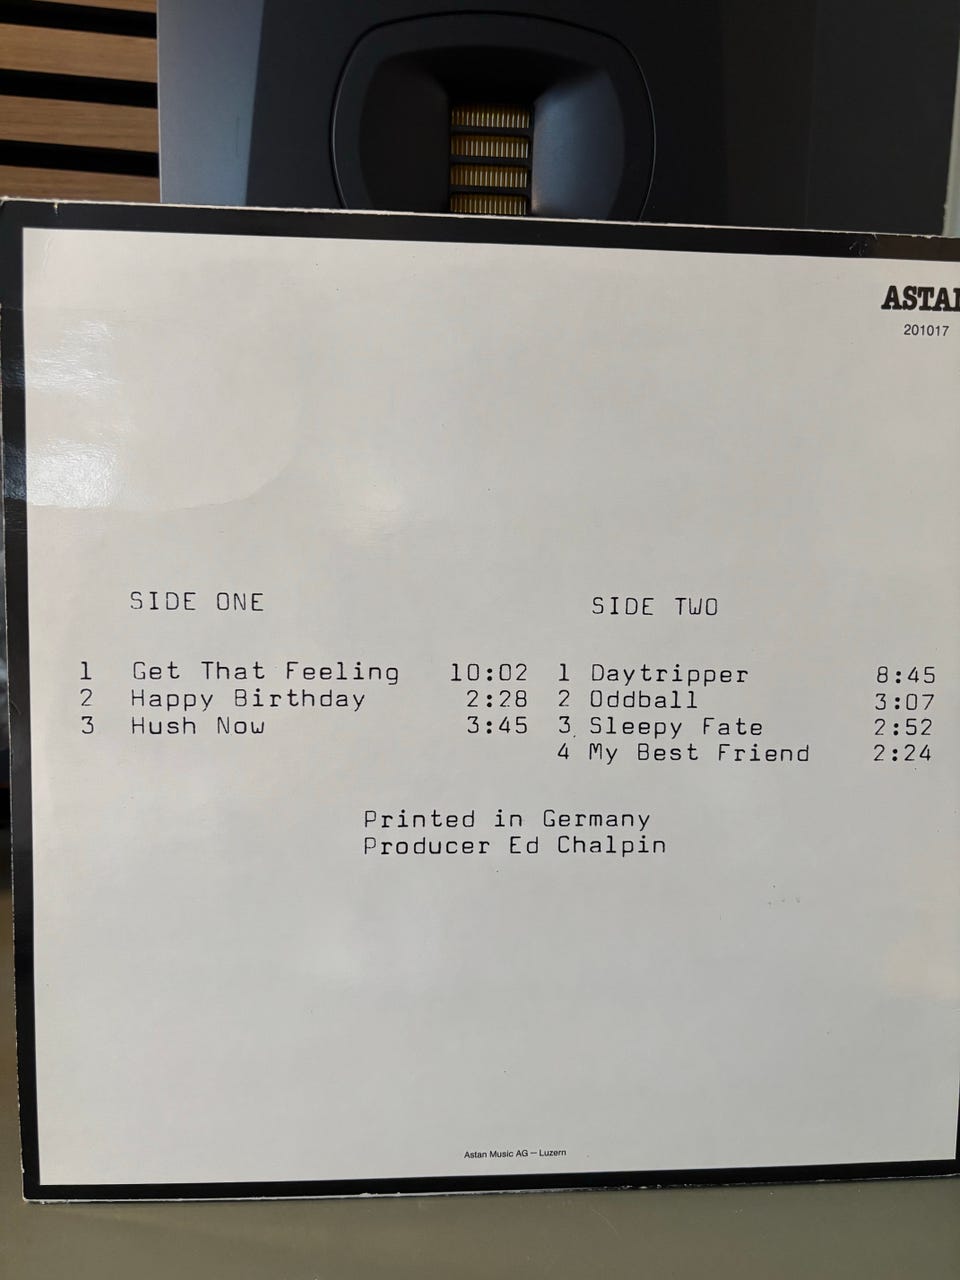 ASTAN
201017
SIDE ONE
1 Get That Feeling 10:02
2 Happy Birthday 2:28
3 Hush Now 3:45
SIDE TWO
1 Daytripper 8:45
2 Oddball 3:07
3 Sleepy Fate 2:52
4 My Best Friend 2:24
Printed in Germany
Producer Ed Chalpin
Astan Music AG — Luzern